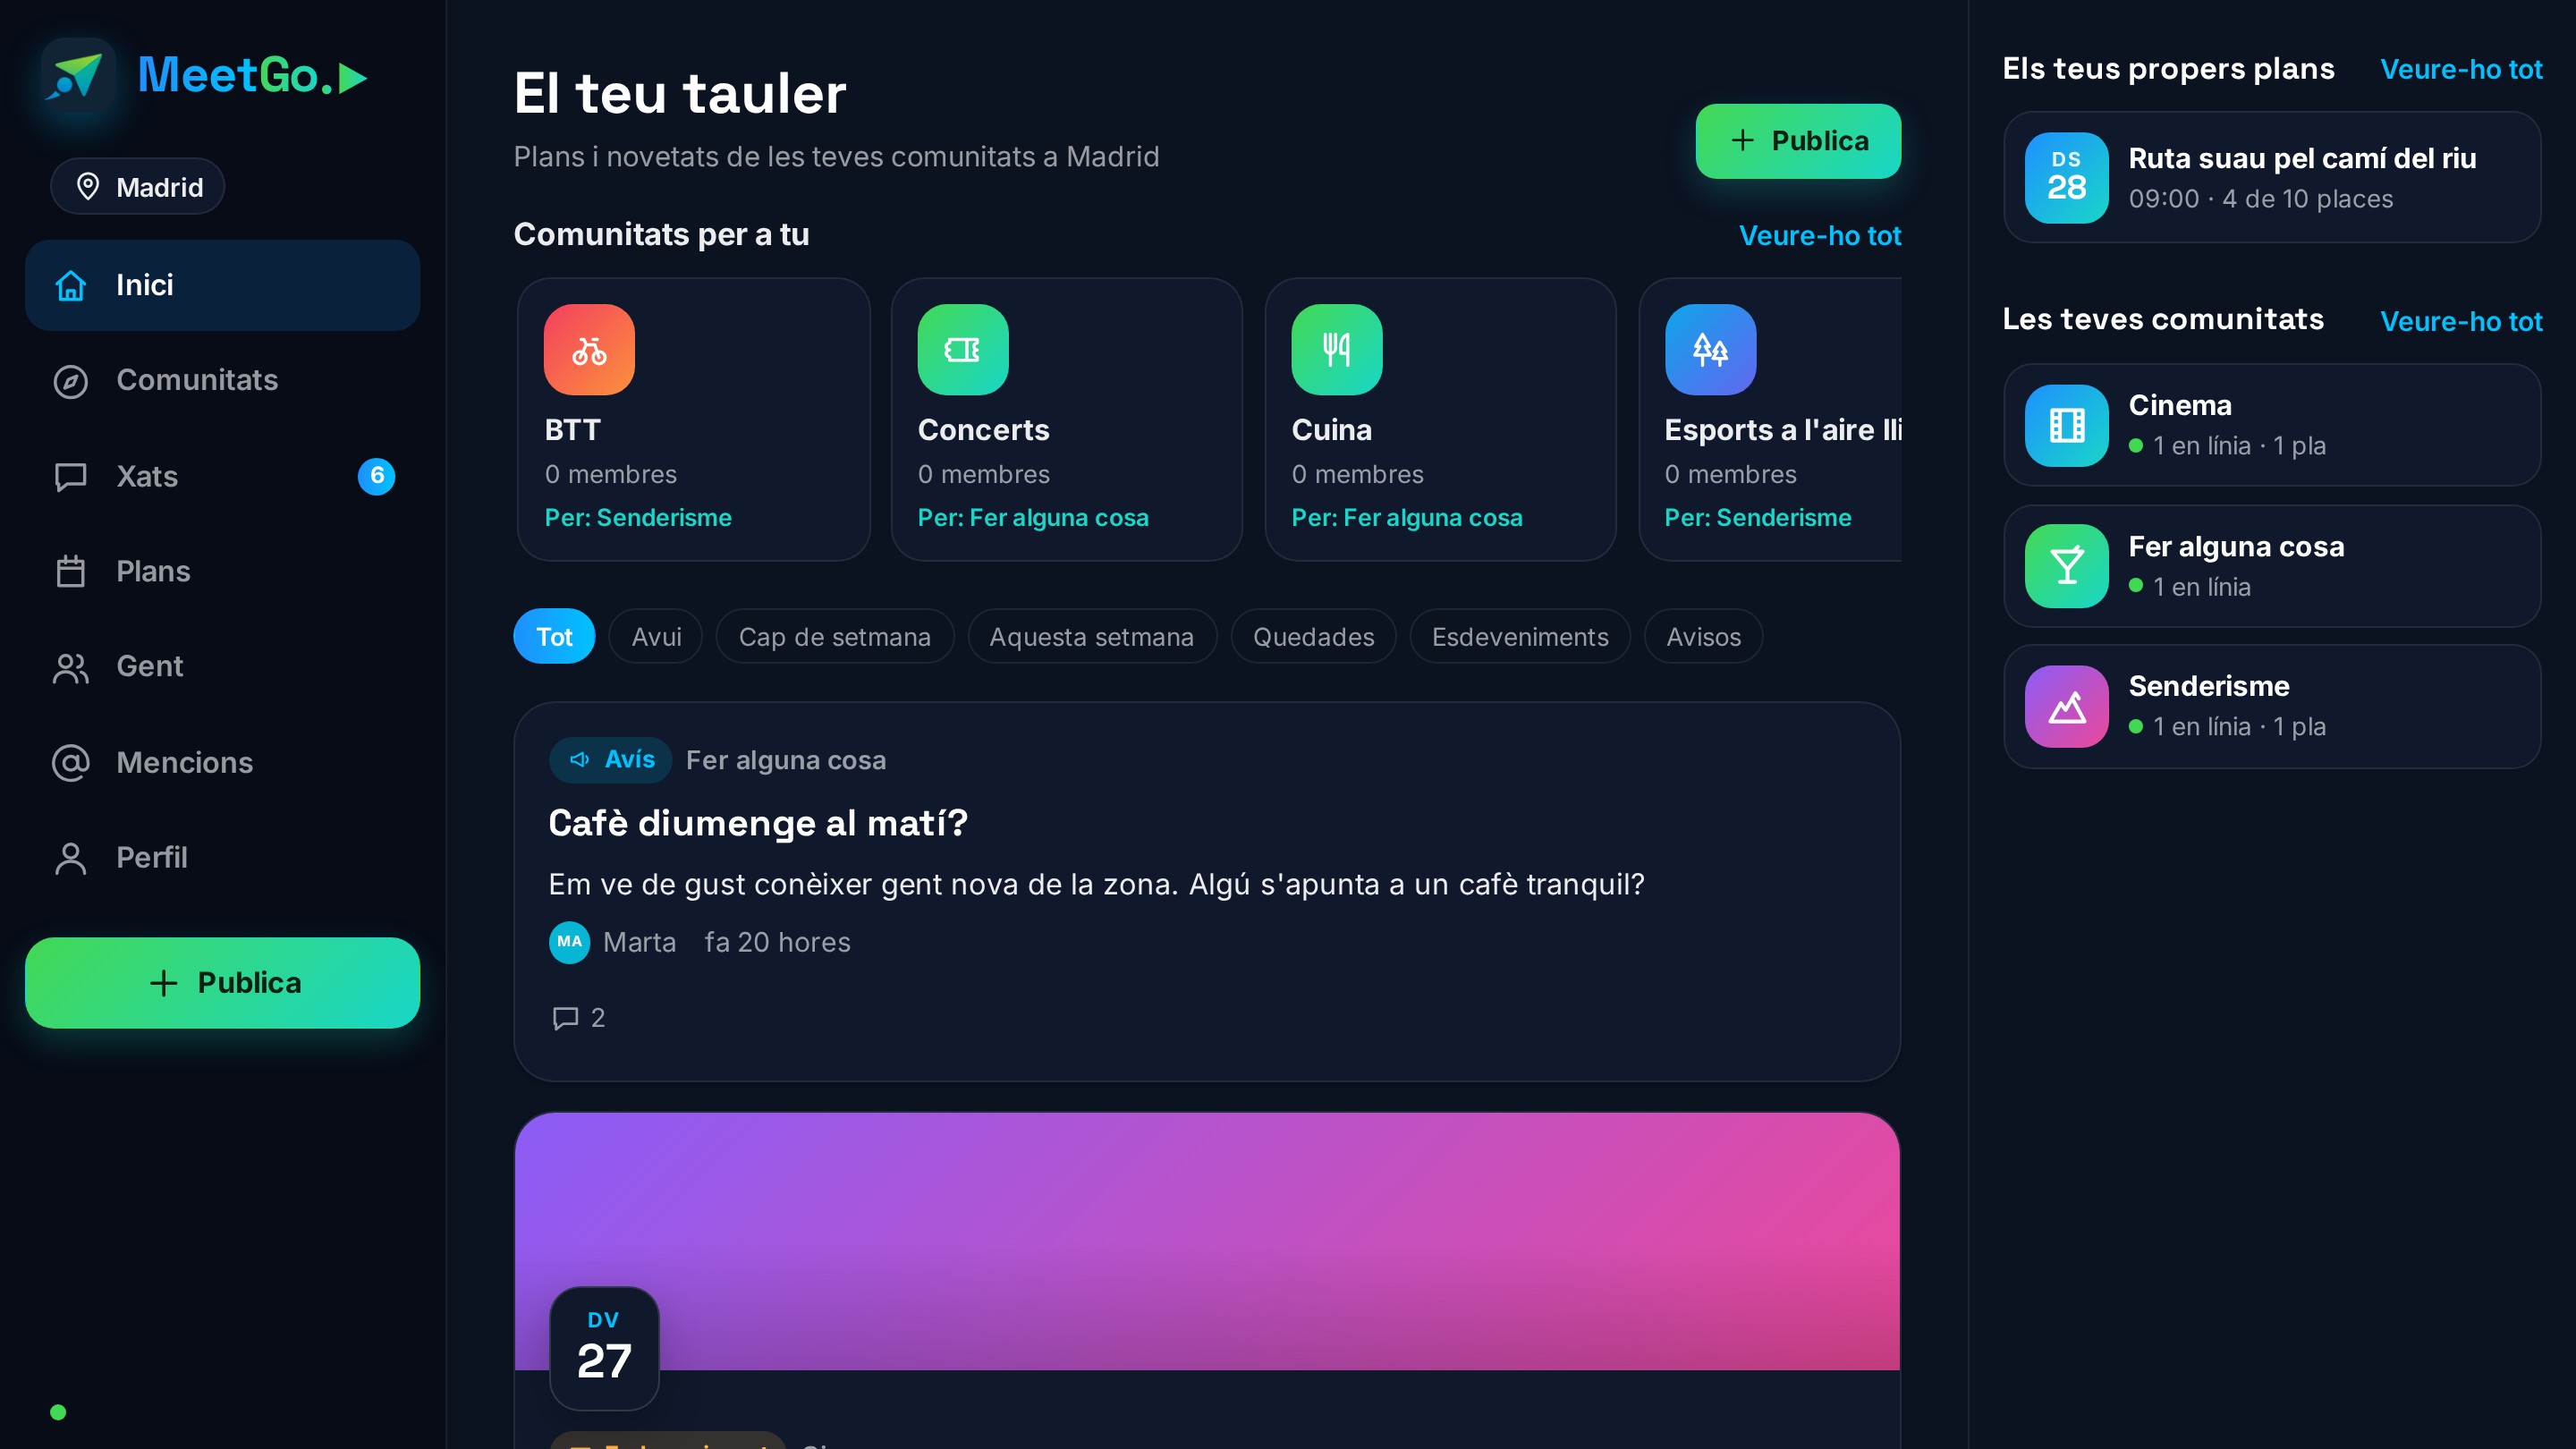 MeetGo.
Madrid
Inici
Comunitats
Xats
6
Plans
Gent
Mencions
Perfil
Publica
El teu tauler
Plans i novetats de les teves comunitats a Madrid
Publica
Comunitats per a tu
Veure-ho tot
BTT
0 membres
Per: Senderisme
Concerts
0 membres
Per: Fer alguna cosa
Cuina
0 membres
Per: Fer alguna cosa
Esports a l'aire lli
0 membres
Per: Senderisme
Tot
Avui
Cap de setmana
Aquesta setmana
Quedades
Esdeveniments
Avisos
Avís
Fer alguna cosa
Cafè diumenge al matí?
Em ve de gust conèixer gent nova de la zona. Algú s'apunta a un cafè tranquil?
MA
Marta
fa 20 hores
2
DV
27
Els teus propers plans
Veure-ho tot
DS
28
Ruta suau pel camí del riu
09:00 · 4 de 10 places
Les teves comunitats
Veure-ho tot
Cinema
1 en línia · 1 pla
Fer alguna cosa
1 en línia
Senderisme
1 en línia · 1 pla